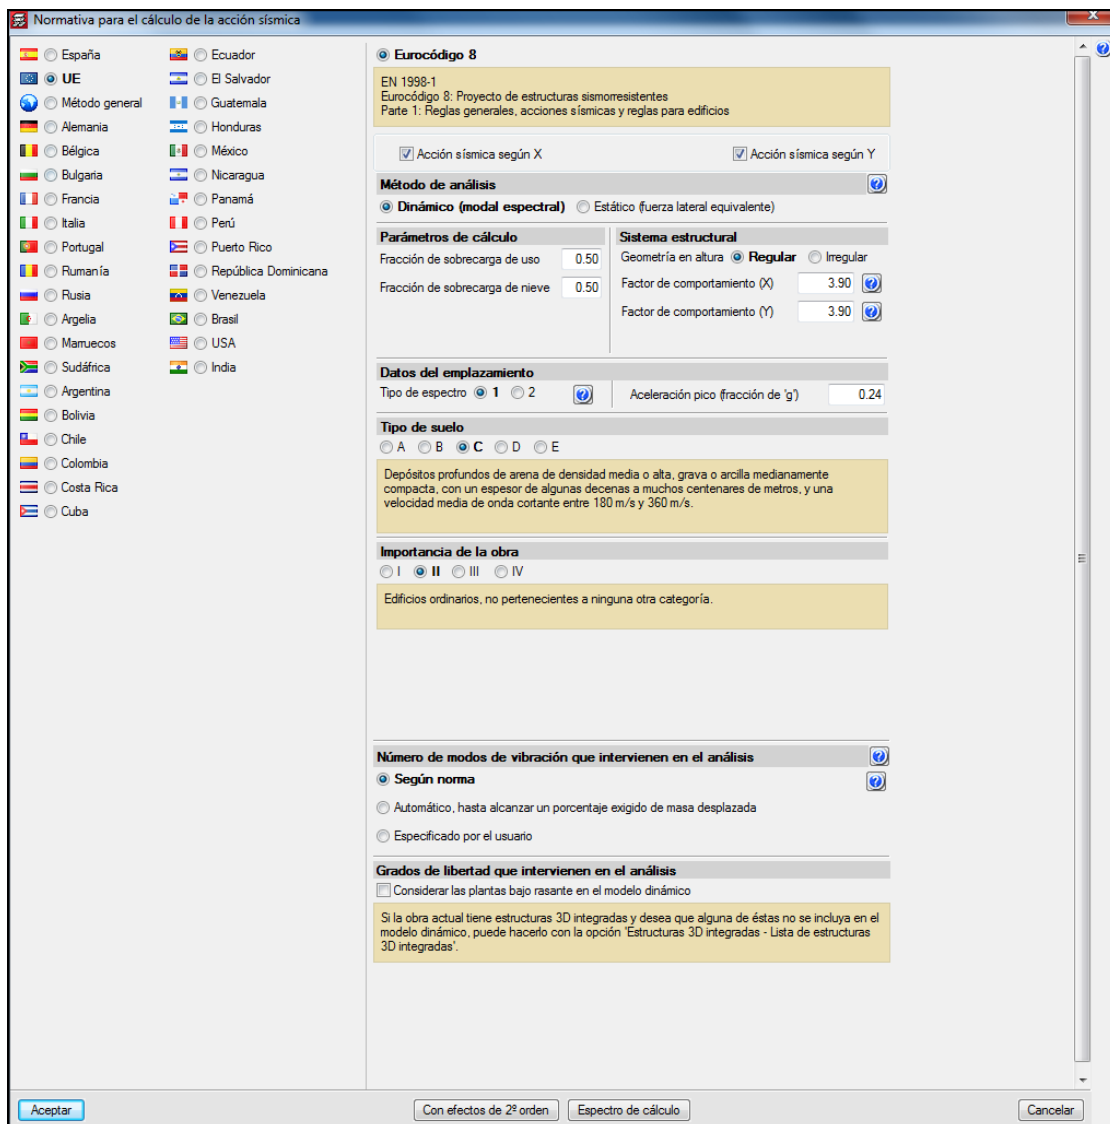 Normativa para el cálculo de la acción sísmica
España
UE
Método general
Alemania
Bélgica
Bulgaria
Francia
Italia
Portugal
Rumanía
Rusia
Argelia
Marruecos
Sudáfrica
Argentina
Bolivia
Chile
Colombia
Costa Rica
Cuba
Ecuador
El Salvador
Guatemala
Honduras
México
Nicaragua
Panamá
Perú
Puerto Rico
República Dominicana
Venezuela
Brasil
USA
India
Eurocódigo 8
EN 1998-1
Eurocódigo 8: Proyecto de estructuras sismorresistentes
Parte 1: Reglas generales, acciones sísmicas y reglas para edificios
Acción sísmica según X Acción sísmica según Y
Método de análisis
Dinámico (modal espectral) Estático (fuerza lateral equivalente)
Parámetros de cálculo
Fracción de sobrecarga de uso 0.50
Fracción de sobrecarga de nieve 0.50
Sistema estructural
Geometría en altura Regular Irregular
Factor de comportamiento (X) 3.90
Factor de comportamiento (Y) 3.90
Datos del emplazamiento
Tipo de espectro 1 2 Aceleración pico (fracción de 'g') 0.24
Tipo de suelo
A B C D E
Depósitos profundos de arena de densidad media o alta, grava o arcilla medianamente
compacta, con un espesor de algunas decenas a muchos centenares de metros, y una
velocidad media de onda cortante entre 180 m/s y 360 m/s.
Importancia de la obra
I II III IV
Edificios ordinarios, no pertenecientes a ninguna otra categoría.
Número de modos de vibración que intervienen en el análisis
Según norma
Automático, hasta alcanzar un porcentaje exigido de masa desplazada
Especificado por el usuario
Grados de libertad que intervienen en el análisis
Considerar las plantas bajo rasante en el modelo dinámico
Si la obra actual tiene estructuras 3D integradas y desea que alguna de éstas no se incluya en el
modelo dinámico, puede hacerlo con la opción 'Estructuras 3D integradas - Lista de estructuras
3D integradas'.
Aceptar Con efectos de 2º orden Espectro de cálculo Cancelar